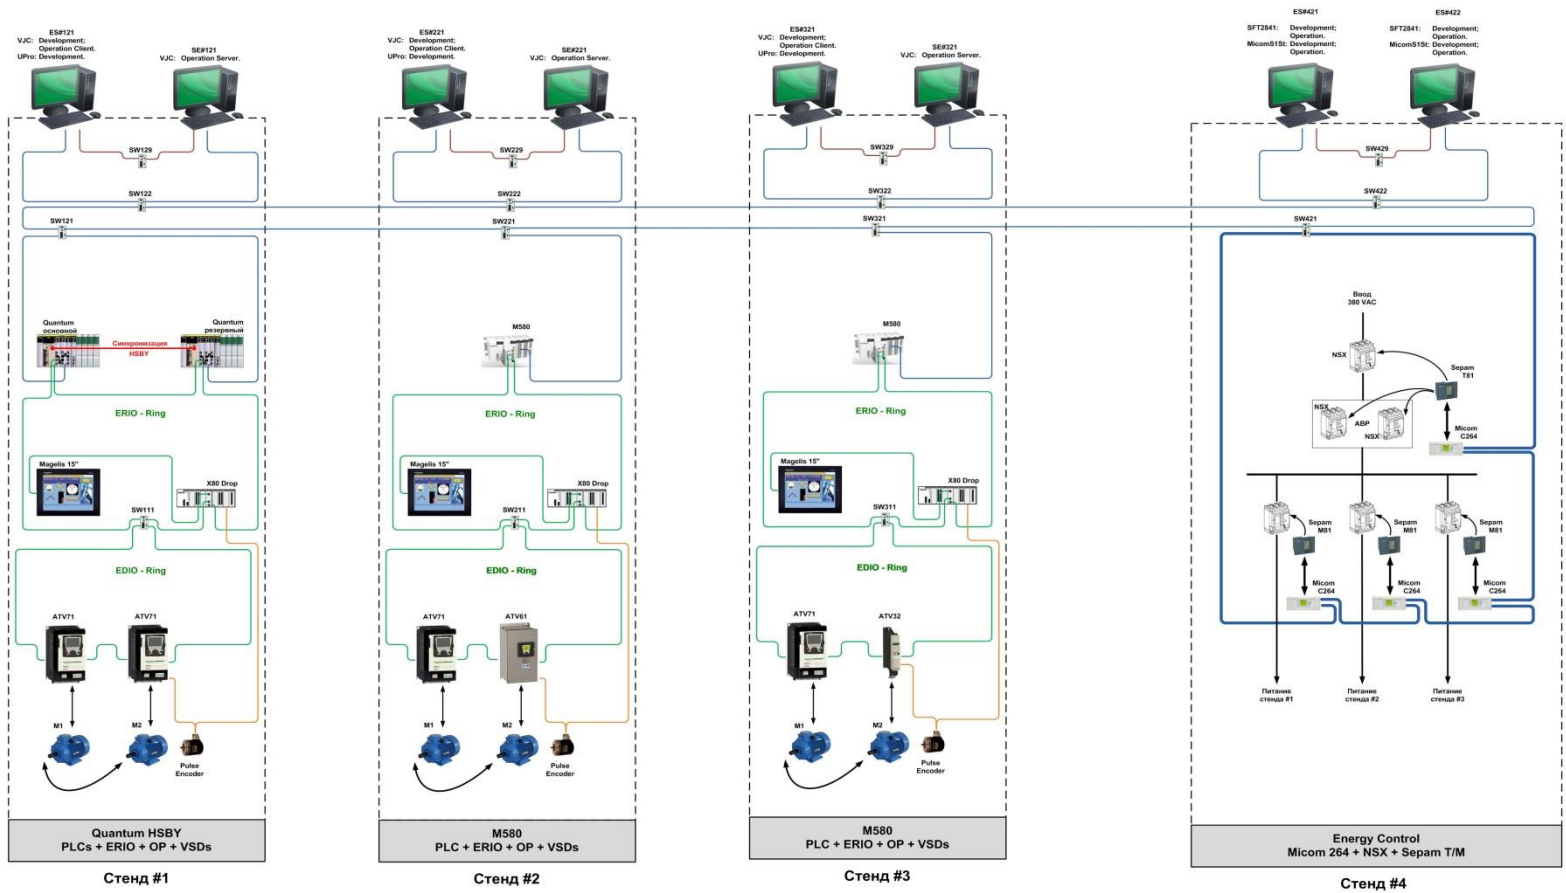 ES#121
VJC: Development;
Operation Client.
UPro: Development.
SE#121
VJC: Operation Server.
SW129
SW122
SW121
Quantum
основной
Quantum
резервный
Синхронизация
HSBY
ERIO - Ring
Magelis 15"
X80 Drop
SW111
EDIO - Ring
ATV71
ATV71
M1
M2
Pulse
Encoder
Quantum HSBY
PLCs + ERIO + OP + VSDs
Стенд #1
ES#221
VJC: Development;
Operation Client.
UPro: Development.
SE#221
VJC: Operation Server.
SW229
SW222
SW221
M580
ERIO - Ring
Magelis 15"
X80 Drop
SW211
EDIO - Ring
ATV71
ATV61
M1
M2
Pulse
Encoder
M580
PLC + ERIO + OP + VSDs
Стенд #2
ES#321
VJC: Development;
Operation Client.
UPro: Development.
SE#321
VJC: Operation Server.
SW329
SW322
SW321
M580
ERIO - Ring
Magelis 15"
X80 Drop
SW311
EDIO - Ring
ATV71
ATV32
M1
M2
Pulse
Encoder
M580
PLC + ERIO + OP + VSDs
Стенд #3
ES#421
SFT2841: Development;
Operation.
MicomS1St: Development;
Operation.
ES#422
SFT2841: Development;
Operation.
MicomS1St: Development;
Operation.
SW429
SW422
SW421
Ввод
380 VAC
NSX
Sepam
T81
NSX
АВР
NSX
Micom
C264
Sepam
M81
Sepam
M81
Sepam
M81
Micom
C264
Micom
C264
Micom
C264
Питание
стенда #1
Питание
стенда #2
Питание
стенда #3
Energy Control
Micom 264 + NSX + Sepam T/M
Стенд #4